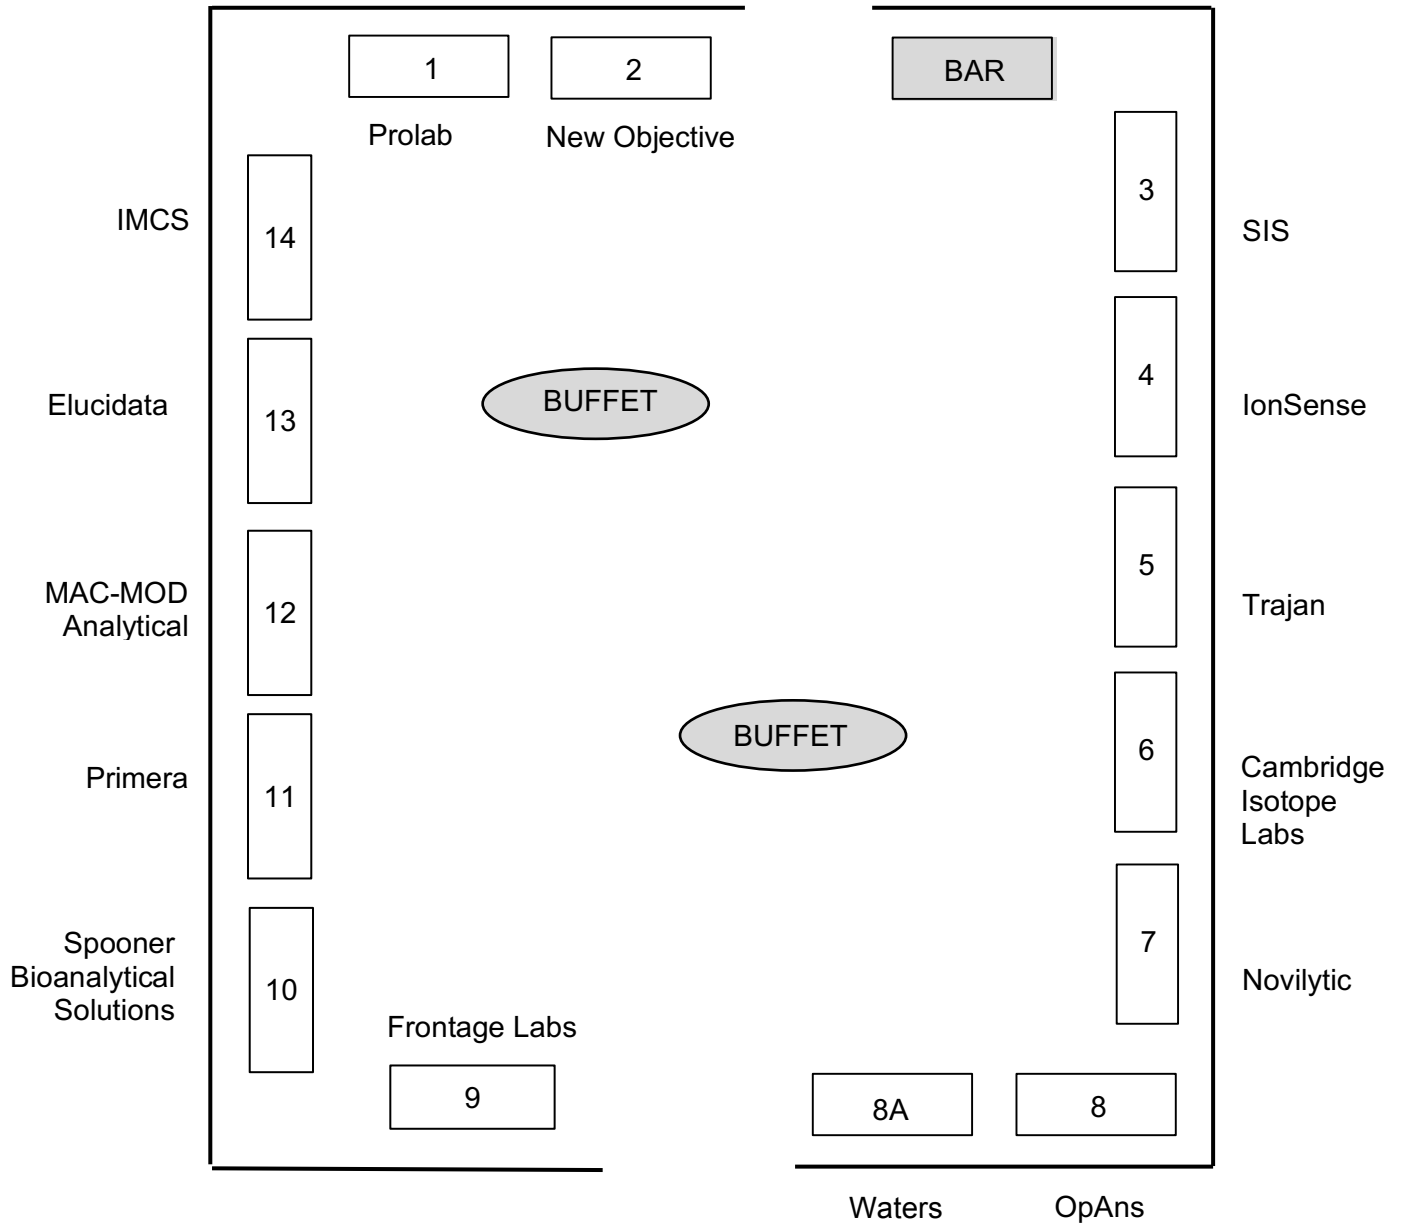 1
2
BAR
Prolab
New Objective
3
IMCS
14
SIS
4
BUFFET
Elucidata
13
IonSense
5
MAC-MOD
Analytical
12
Trajan
BUFFET
6
Primera
11
Cambridge
Isotope
Labs
7
Spooner
Bioanalytical
Solutions
10
Novilytic
Frontage Labs
9
8A
8
Waters
OpAns